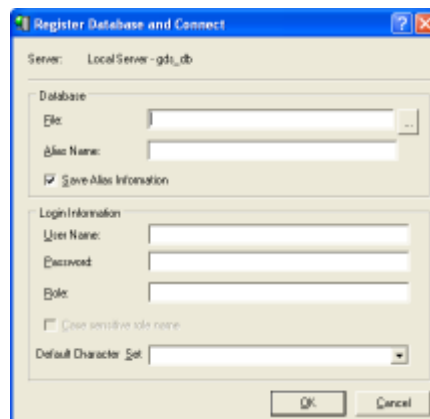 Register Database and Connect
Server: Local Server - gds_db
Database
File:
...
Alias Name:
Save Alias Information
Login Information
User Name:
Password:
Role:
Case sensitive role name
Default Character Set
OK Cancel